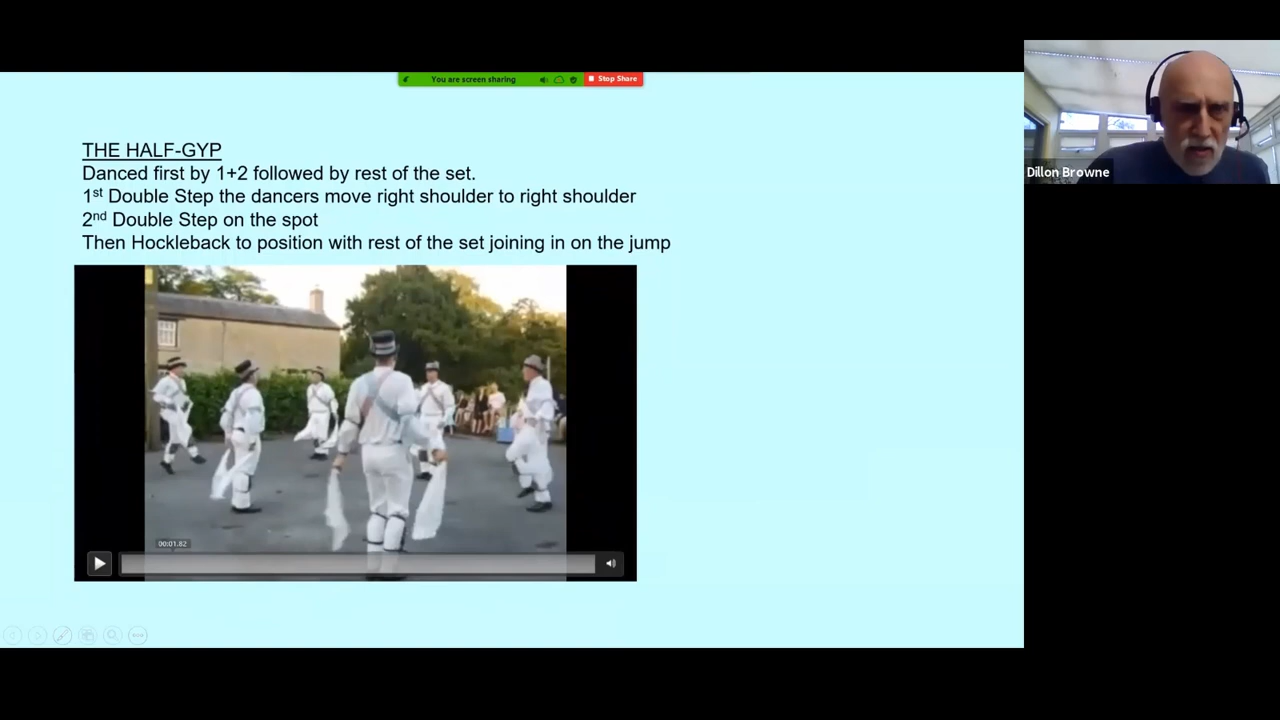 You are screen sharing
Stop Share
THE HALF-GYP
Danced first by 1+2 followed by rest of the set.
1st Double Step the dancers move right shoulder to right shoulder
2nd Double Step on the spot
Then Hockleback to position with rest of the set joining in on the jump
00:01.82
Dillon Browne